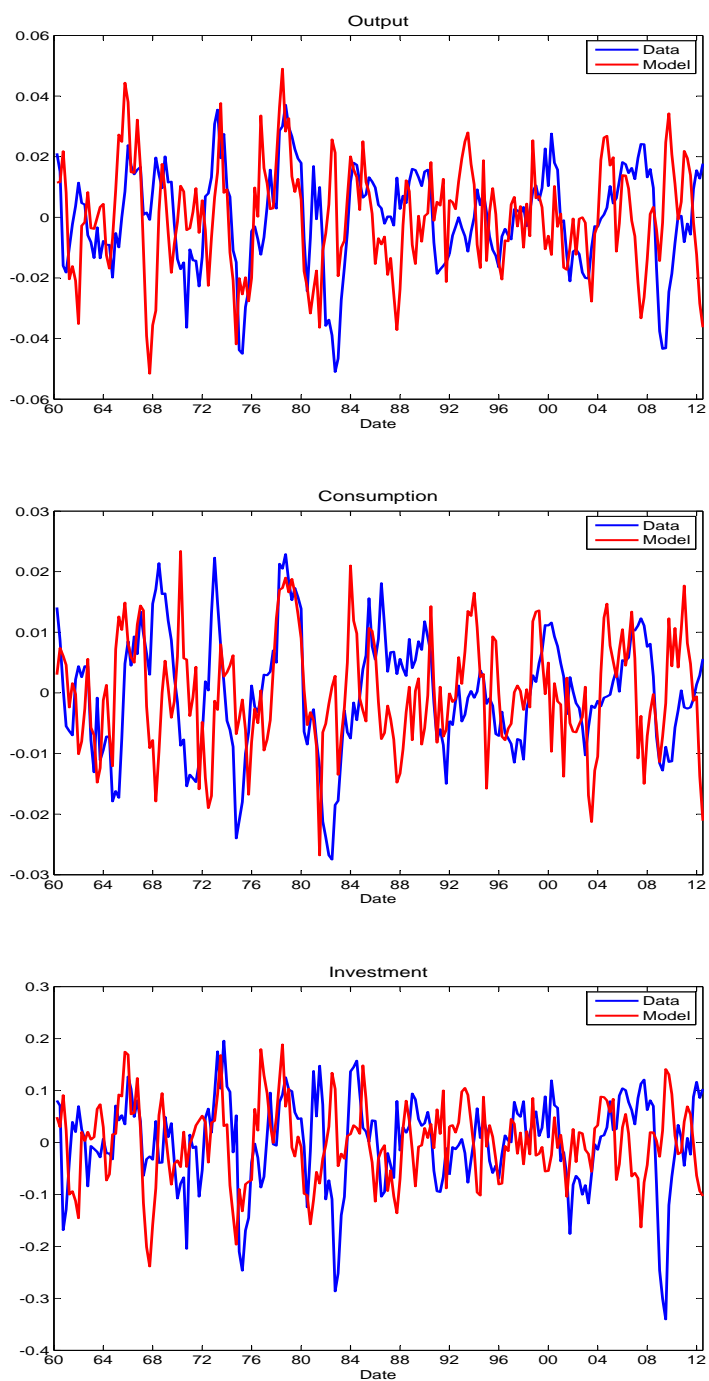 Output
Data
Model
0.06
0.04
0.02
0
-0.02
-0.04
-0.06
60 64 68 72 76 80 84 88 92 96 00 04 08 12
Date
Consumption
Data
Model
0.03
0.02
0.01
0
-0.01
-0.02
-0.03
60 64 68 72 76 80 84 88 92 96 00 04 08 12
Date
Investment
Data
Model
0.3
0.2
0.1
0
-0.1
-0.2
-0.3
-0.4
60 64 68 72 76 80 84 88 92 96 00 04 08 12
Date